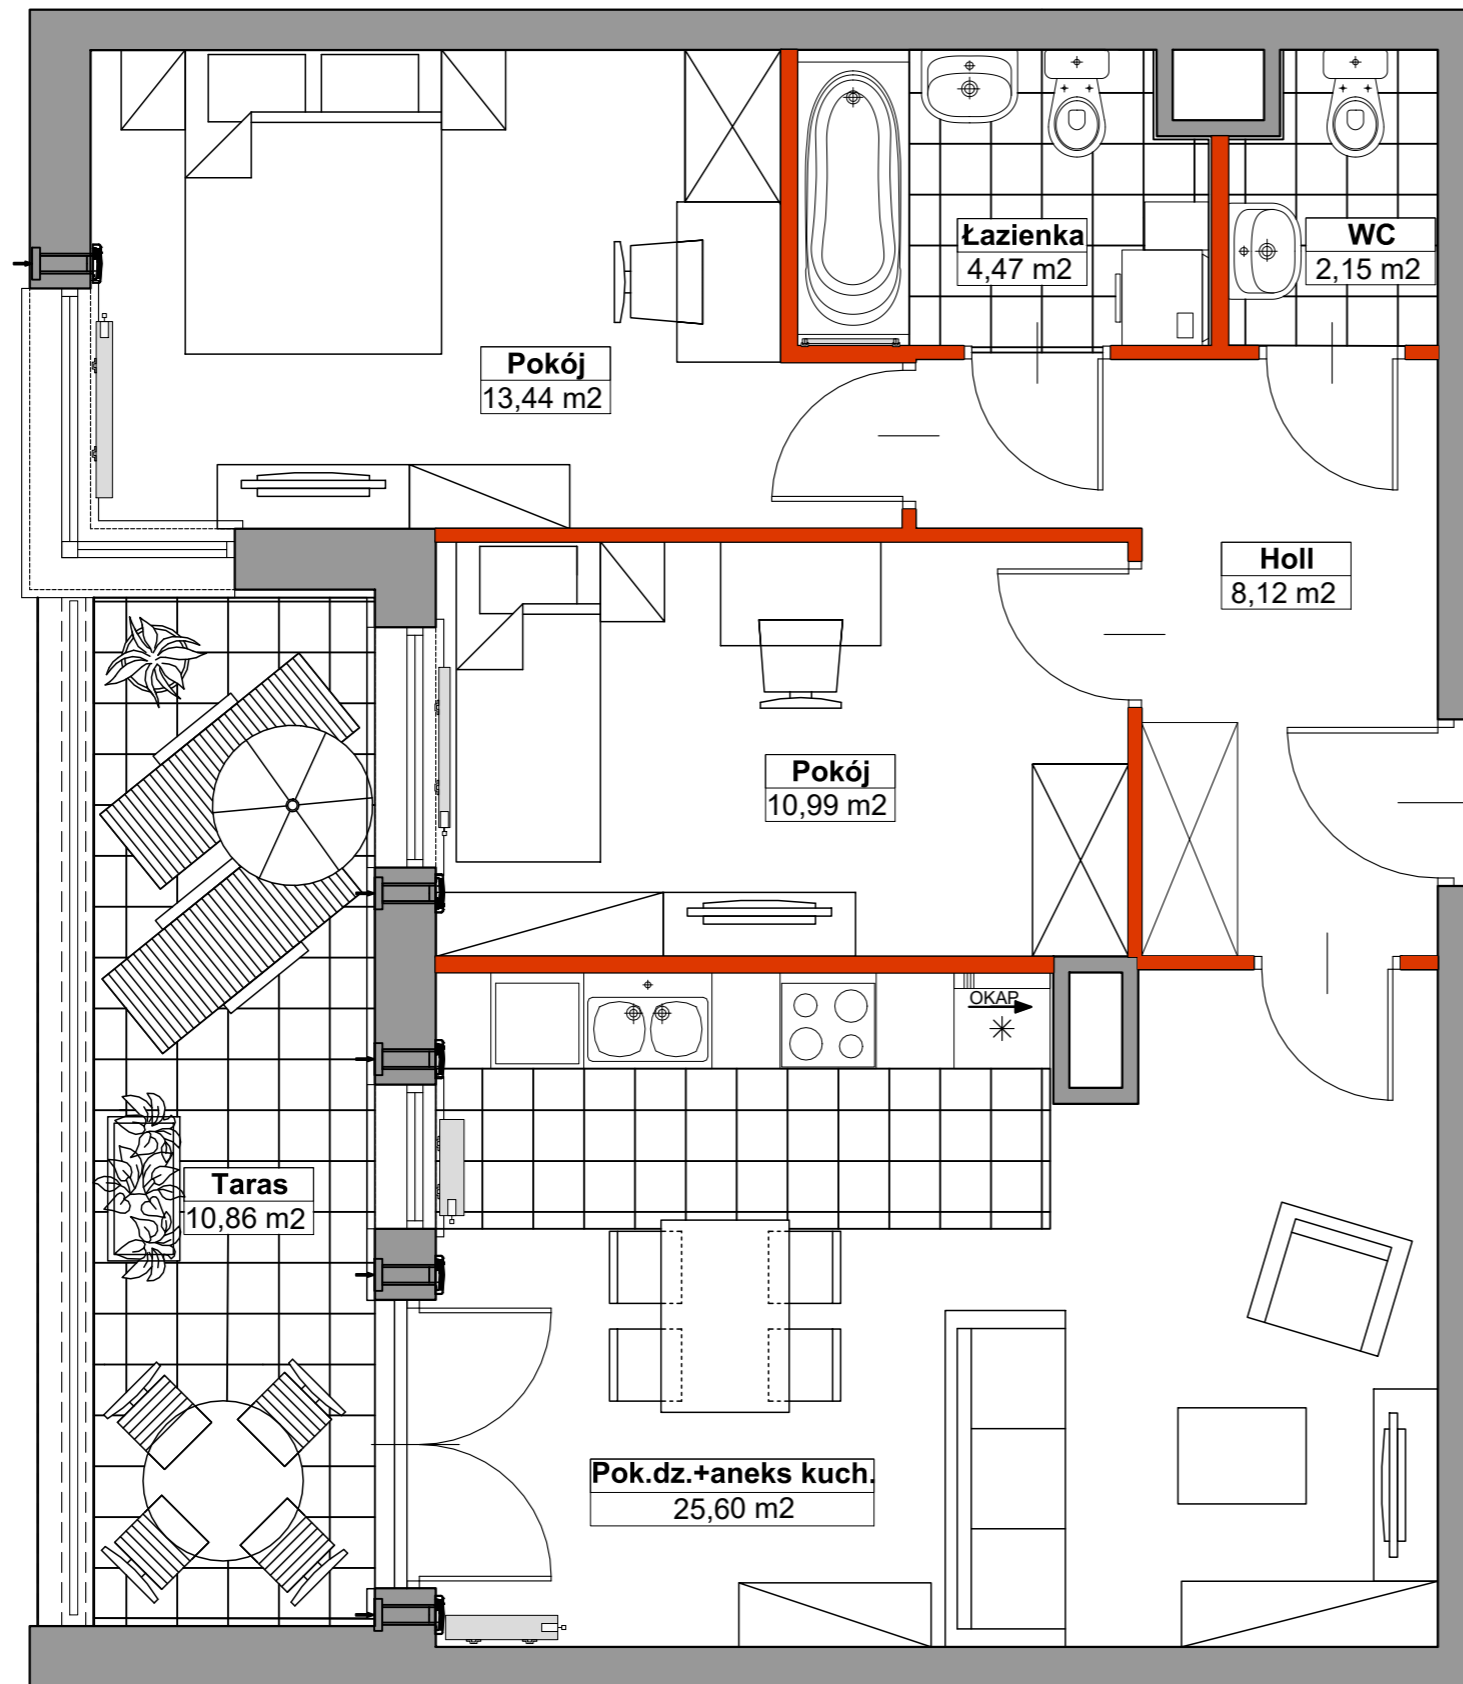 Łazienka
4,47 m2
WC
2,15 m2
Pokój
13,44 m2
Holl
8,12 m2
Pokój
10,99 m2
OKAP
Taras
10,86 m2
Pok.dz.+aneks kuch.
25,60 m2